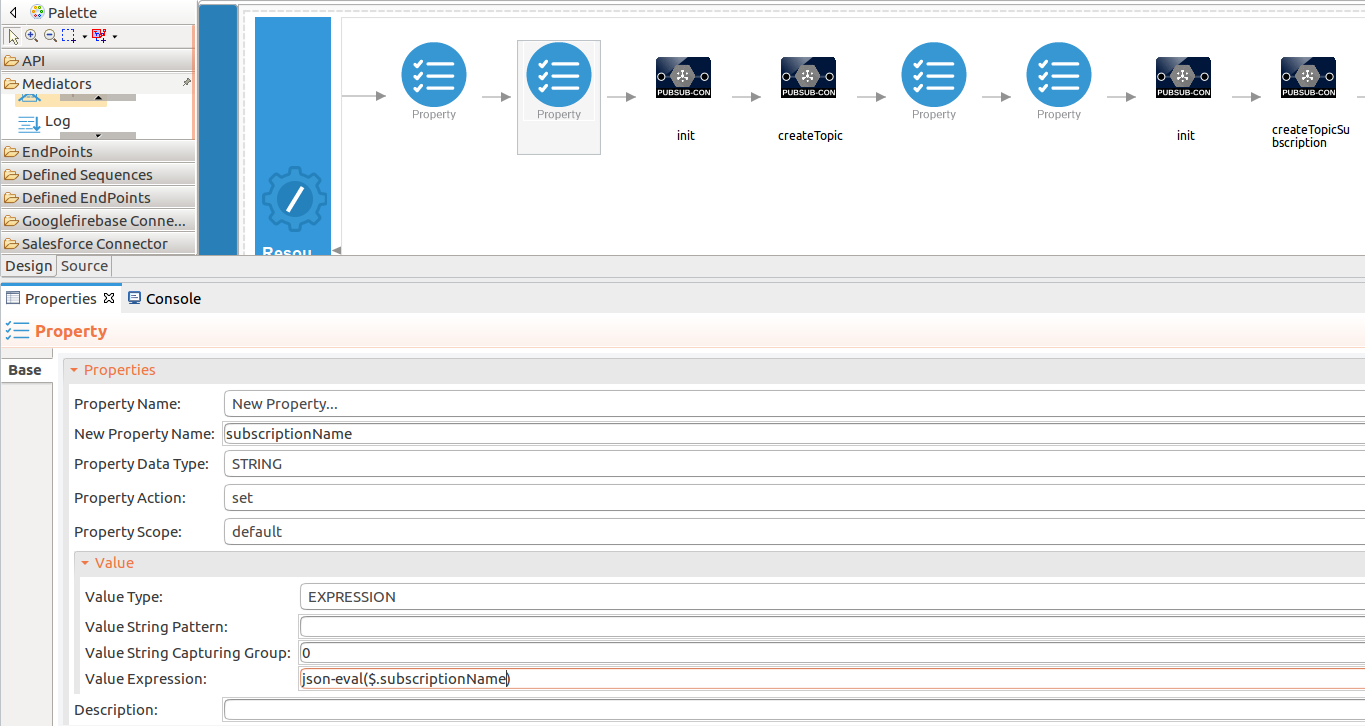 Palette
API
Mediators
Log
EndPoints
Defined Sequences
Defined EndPoints
Googlefirebase Conne...
Salesforce Connector
Resou
Property
Property
PUBSUB-CON
init
PUBSUB-CON
createTopic
Property
Property
PUBSUB-CON
init
PUBSUB-CON
createTopicSu
bscription
Design Source
Properties Console
Property
Base
Properties
Property Name: New Property...
New Property Name: subscriptionName
Property Data Type: STRING
Property Action: set
Property Scope: default
Value
Value Type: EXPRESSION
Value String Pattern:
Value String Capturing Group: 0
Value Expression: json-eval($.subscriptionName)
Description: